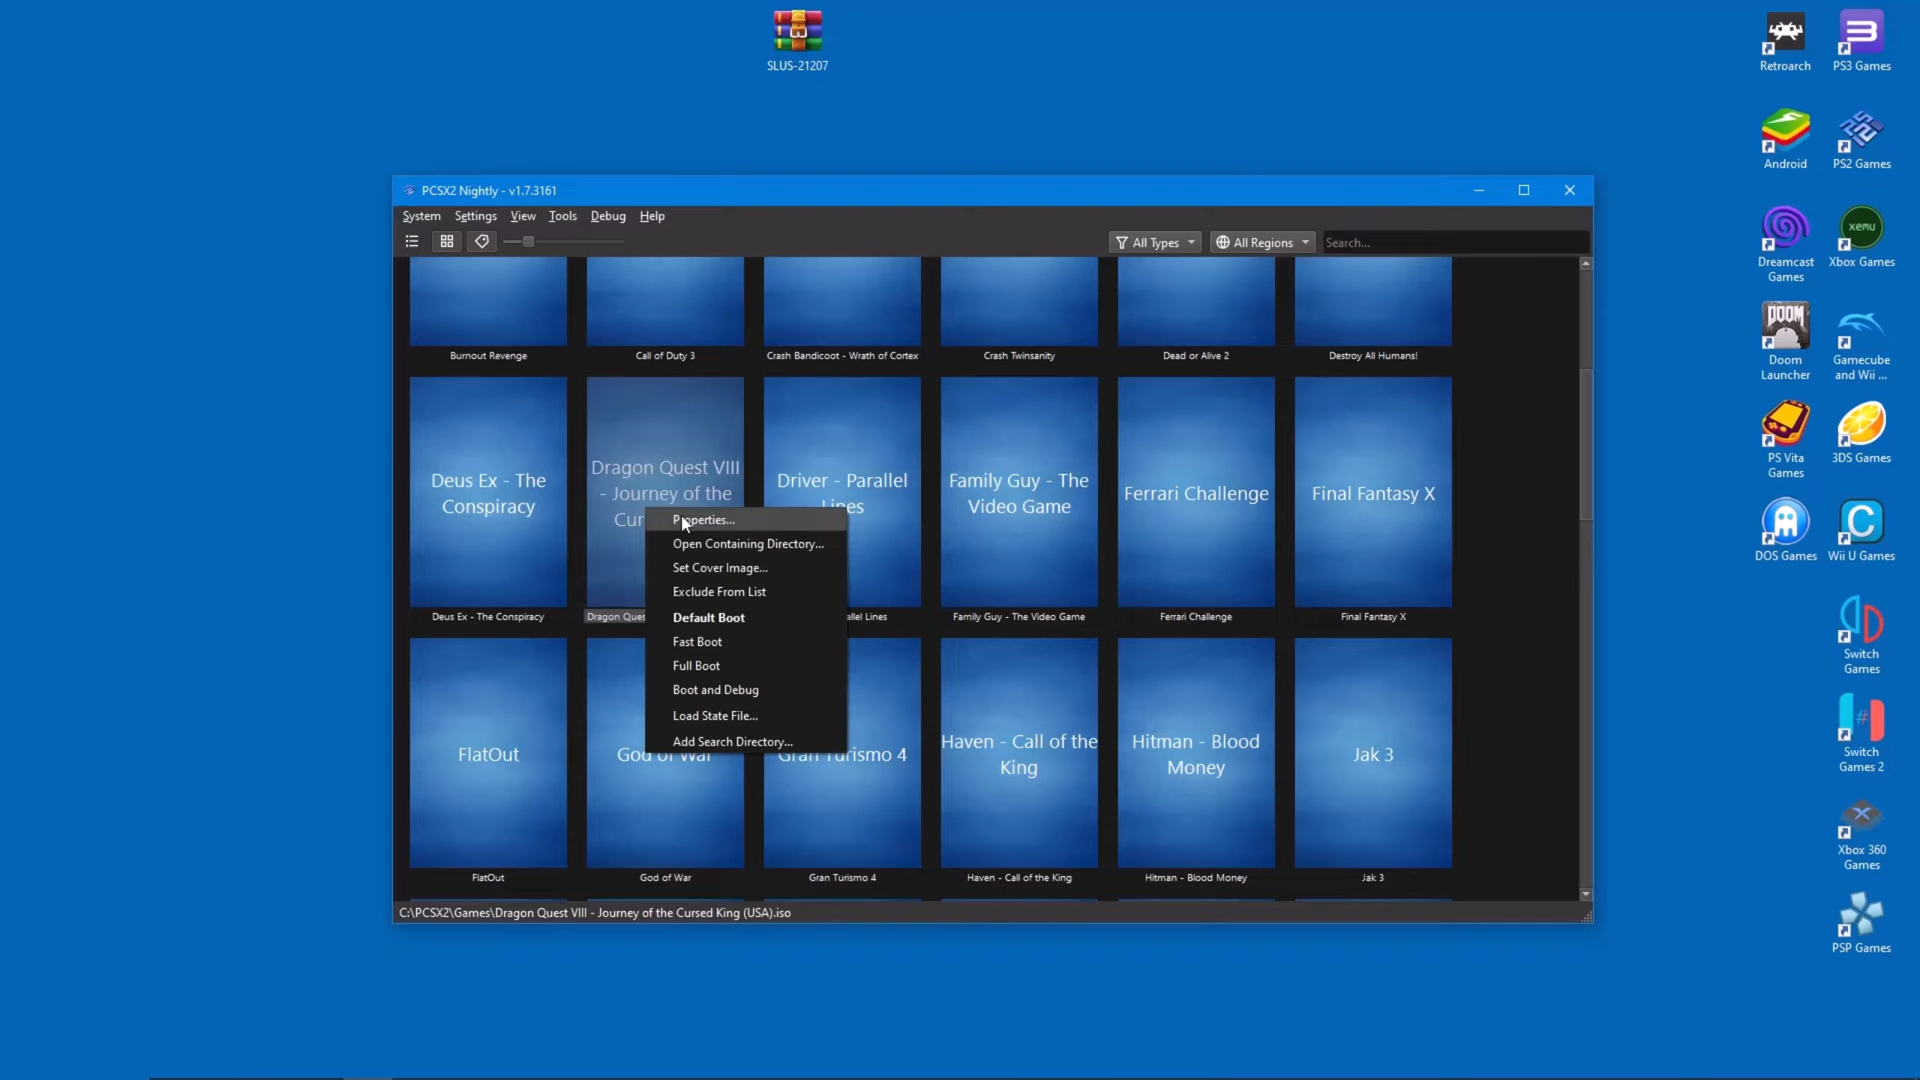 SLUS-21207
Retroarch
PS3 Games
Android
PS2 Games
Dreamcast
Games
xemu
Xbox Games
DOOM
Doom
Launcher
Gamecube
and Wii ...
PS Vita
Games
3DS Games
DOS Games
Wii U Games
Switch
Games
Switch
Games 2
Xbox 360
Games
PSP Games
PCSX2 Nightly - v1.7.3161
System Settings View Tools Debug Help
All Types
All Regions
Search...
Burnout Revenge
Call of Duty 3
Crash Bandicoot - Wrath of Cortex
Crash Twinsanity
Dead or Alive 2
Destroy All Humans!
Deus Ex - The
Conspiracy
Dragon Quest VIII
- Journey of the
Cur
Driver - Parallel
Lines
Family Guy - The
Video Game
Ferrari Challenge
Final Fantasy X
Deus Ex - The Conspiracy
Dragon Ques
allel Lines
Family Guy - The Video Game
Ferrari Challenge
Final Fantasy X
Properties...
Open Containing Directory...
Set Cover Image...
Exclude From List
Default Boot
Fast Boot
Full Boot
Boot and Debug
Load State File...
Add Search Directory...
FlatOut
God of War
Gran Turismo 4
Haven - Call of the
King
Hitman - Blood
Money
Jak 3
FlatOut
God of War
Gran Turismo 4
Haven - Call of the King
Hitman - Blood Money
Jak 3
C:\PCSX2\Games\Dragon Quest VIII - Journey of the Cursed King (USA).iso